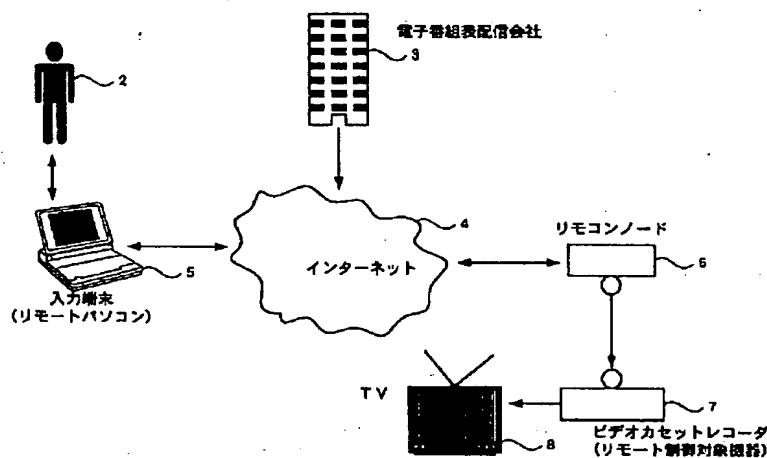 電子番組表配信会社
3
2
4
リモコンノード
5
インターネット
6
入力端末
(リモートパソコン)
TV
7
8
ビデオカセットレコーダ
(リモート制御対象機器)